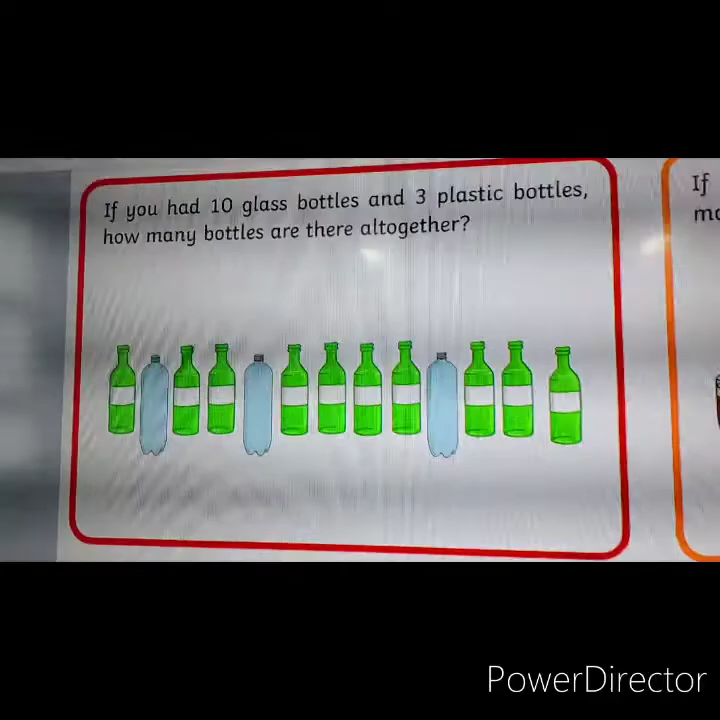 If you had 10 glass bottles and 3 plastic bottles,
how many bottles are there altogether?
If
PowerDirector